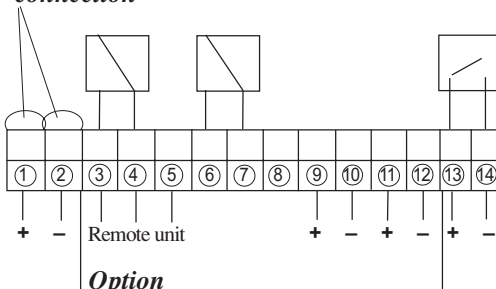 connection
1 2 3 4 5 6 7 8 9 10 11 12 13 14
+ − Remote unit + − + − + −
Option